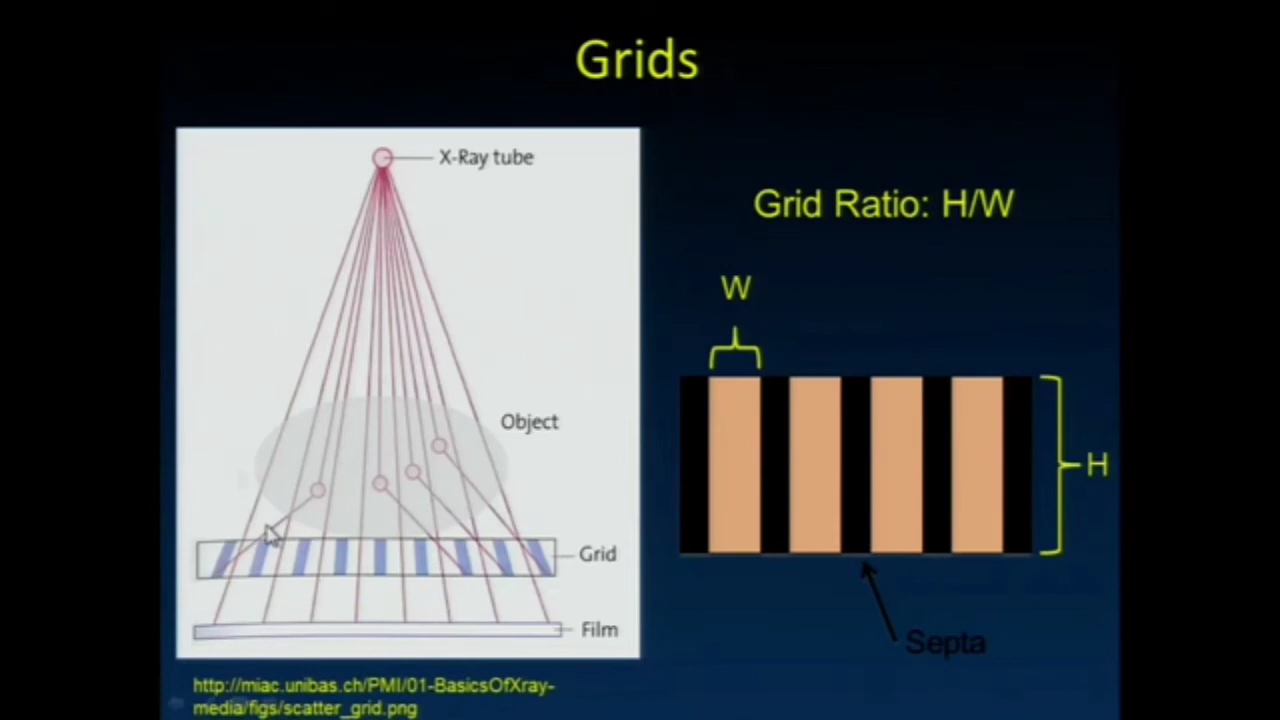 Grids
X-Ray tube
Object
Grid
Film
http://miac.unibas.ch/PMI/01-BasicsOfXray-
media/figs/scatter_grid.png
Grid Ratio: H/W
W
H
Septa